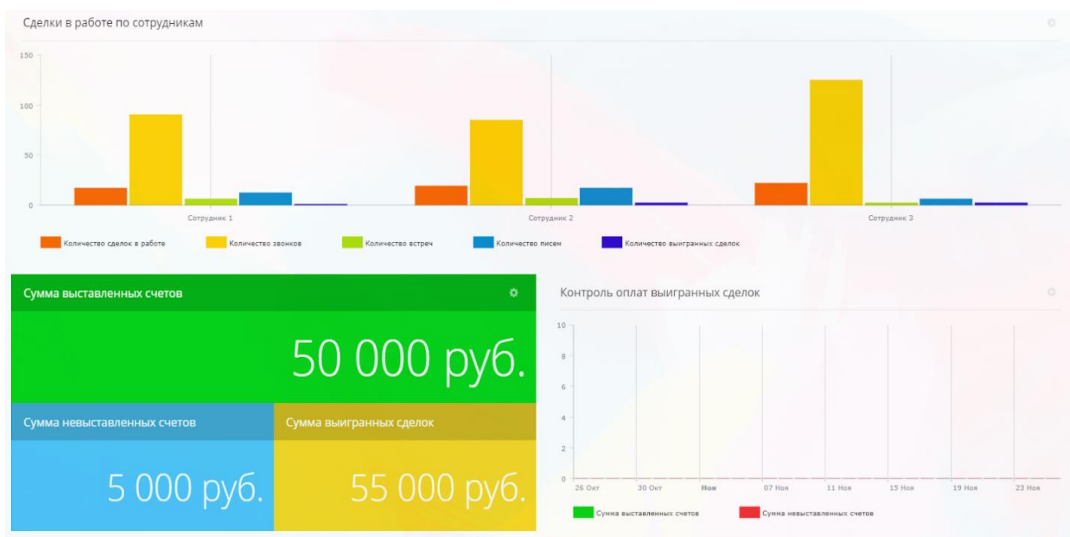 Сделки в работе по сотрудникам
150
100
50
0
Сотрудник 1
Сотрудник 2
Сотрудник 3
Количество сделок в работе
Количество звонков
Количество встреч
Количество писем
Количество выигранных сделок
Сумма выставленных счетов
50 000 руб.
Сумма невыставленных счетов
5 000 руб.
Сумма выигранных сделок
55 000 руб.
Контроль оплат выигранных сделок
10
8
6
4
2
0
26 Окт
30 Окт
Ноя
07 Ноя
11 Ноя
15 Ноя
19 Ноя
23 Ноя
Сумма выставленных счетов
Сумма невыставленных счетов